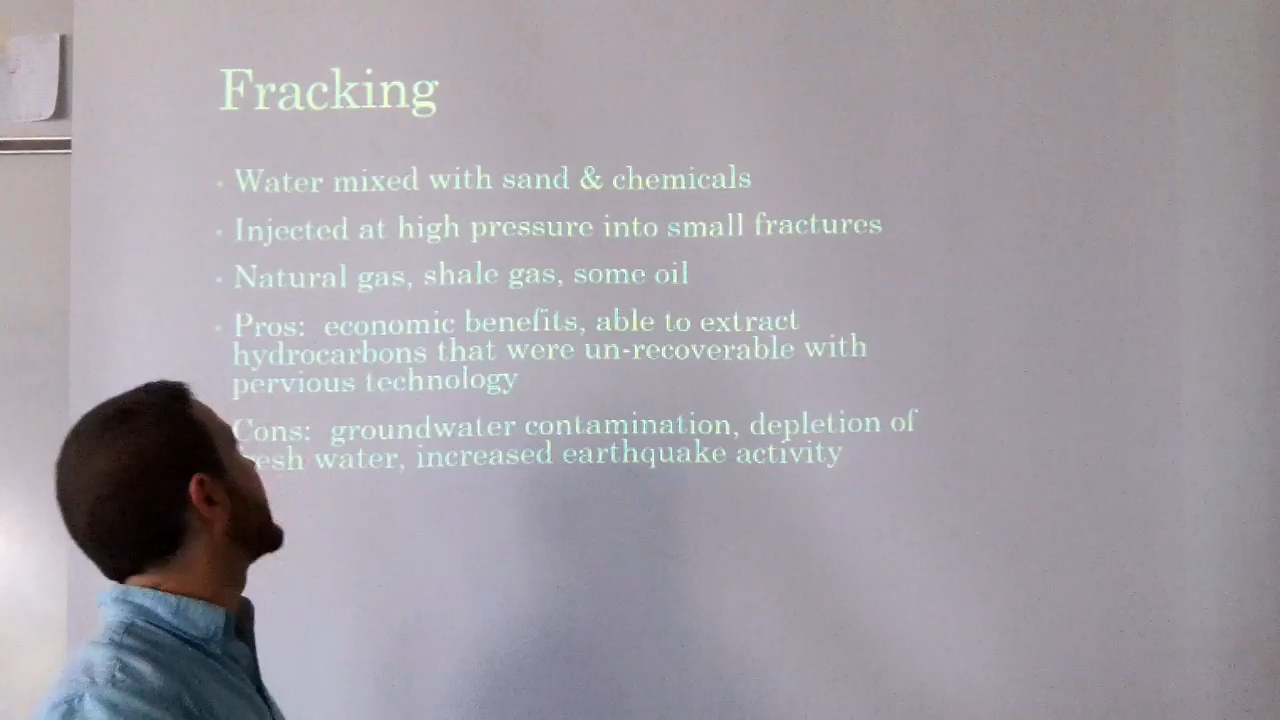 Fracking
• Water mixed with sand & chemicals
• Injected at high pressure into small fractures
• Natural gas, shale gas, some oil
• Pros: economic benefits, able to extract
hydrocarbons that were un-recoverable with
pervious technology
Cons: groundwater contamination, depletion of
water, increased earthquake activity